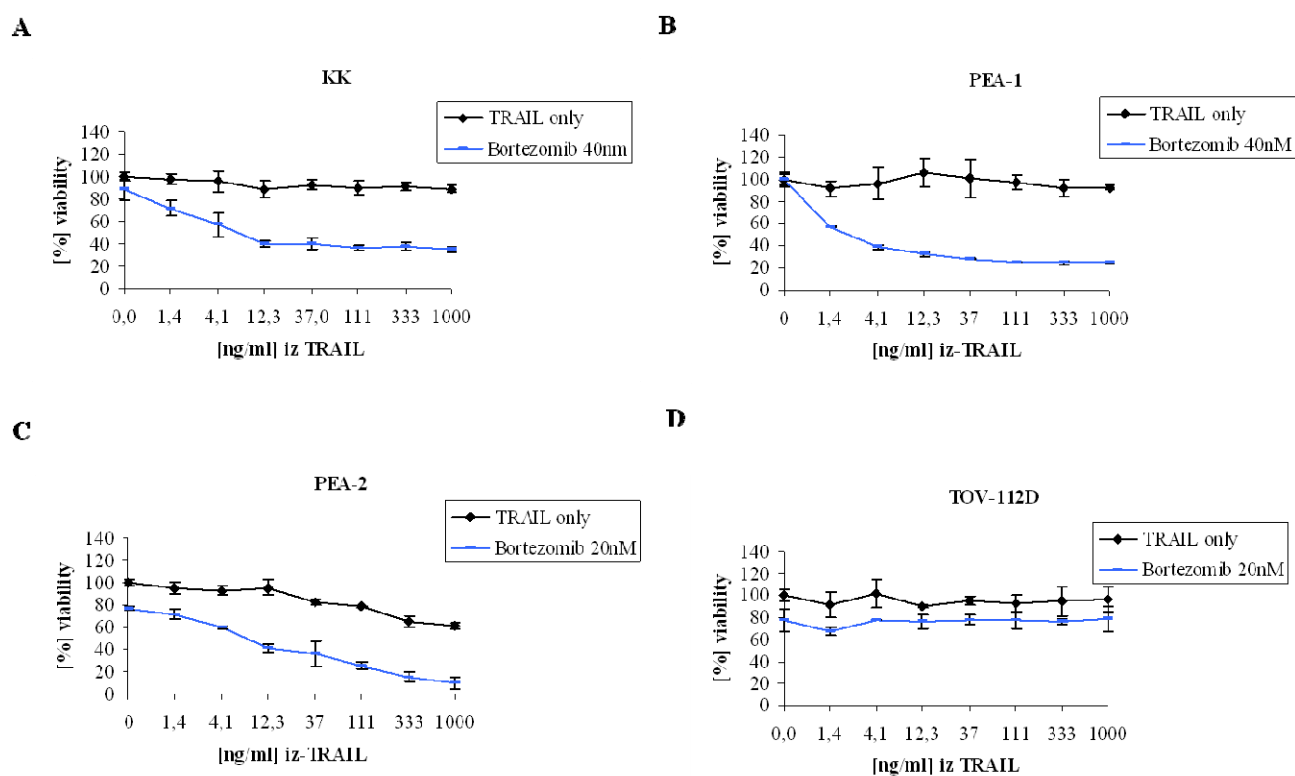 A
KK
TRAIL only
Bortezomib 40nm
[%] viability
140
120
100
80
60
40
20
0
0,0 1,4 4,1 12,3 37,0 111 333 1000
[ng/ml] iz TRAIL
B
PEA-1
TRAIL only
Bortezomib 40nM
[%] viability
140
120
100
80
60
40
20
0
0 1,4 4,1 12,3 37 111 333 1000
[ng/ml] iz-TRAIL
C
PEA-2
TRAIL only
Bortezomib 20nM
[%] viability
140
120
100
80
60
40
20
0
0 1,4 4,1 12,3 37 111 333 1000
[ng/ml] iz-TRAIL
D
TOV-112D
TRAIL only
Bortezomib 20nM
[%] viability
140
120
100
80
60
40
20
0
0,0 1,4 4,1 12,3 37 111 333 1000
[ng/ml] iz TRAIL